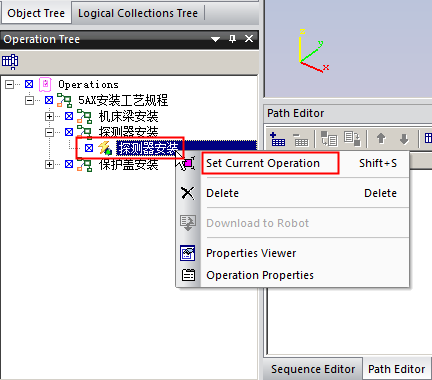 Object Tree
Logical Collections Tree
Operation Tree
Operations
5AX安装工艺规程
机床梁安装
探测器安装
探测器安装
保护盖安装
Set Current Operation Shift+S
Delete Delete
Download to Robot
Properties Viewer
Operation Properties
z
y
x
Path Editor
Sequence Editor
Path Editor